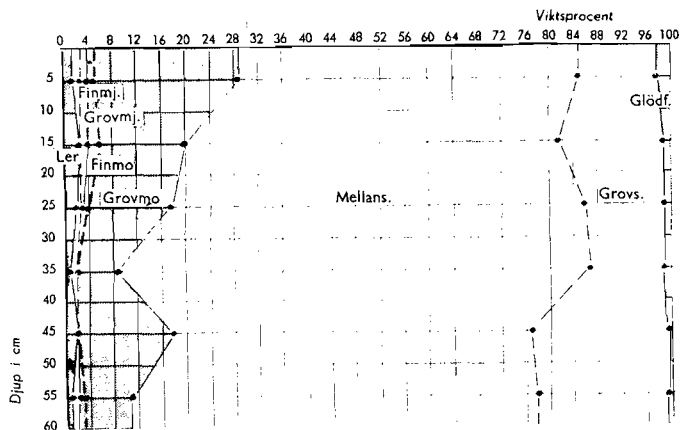 Viktsprocent
0 4 8 12 16 20 24 28 32 36 40 44 48 52 56 60 64 68 72 76 80 84 88 92 96 100
5
Finmj.
Glödf.
10
Grovmj.
15
Ler
Finmo
20
Grovmo
Mellans.
Grovs.
25
30
35
40
45
50
55
60
Djup i cm